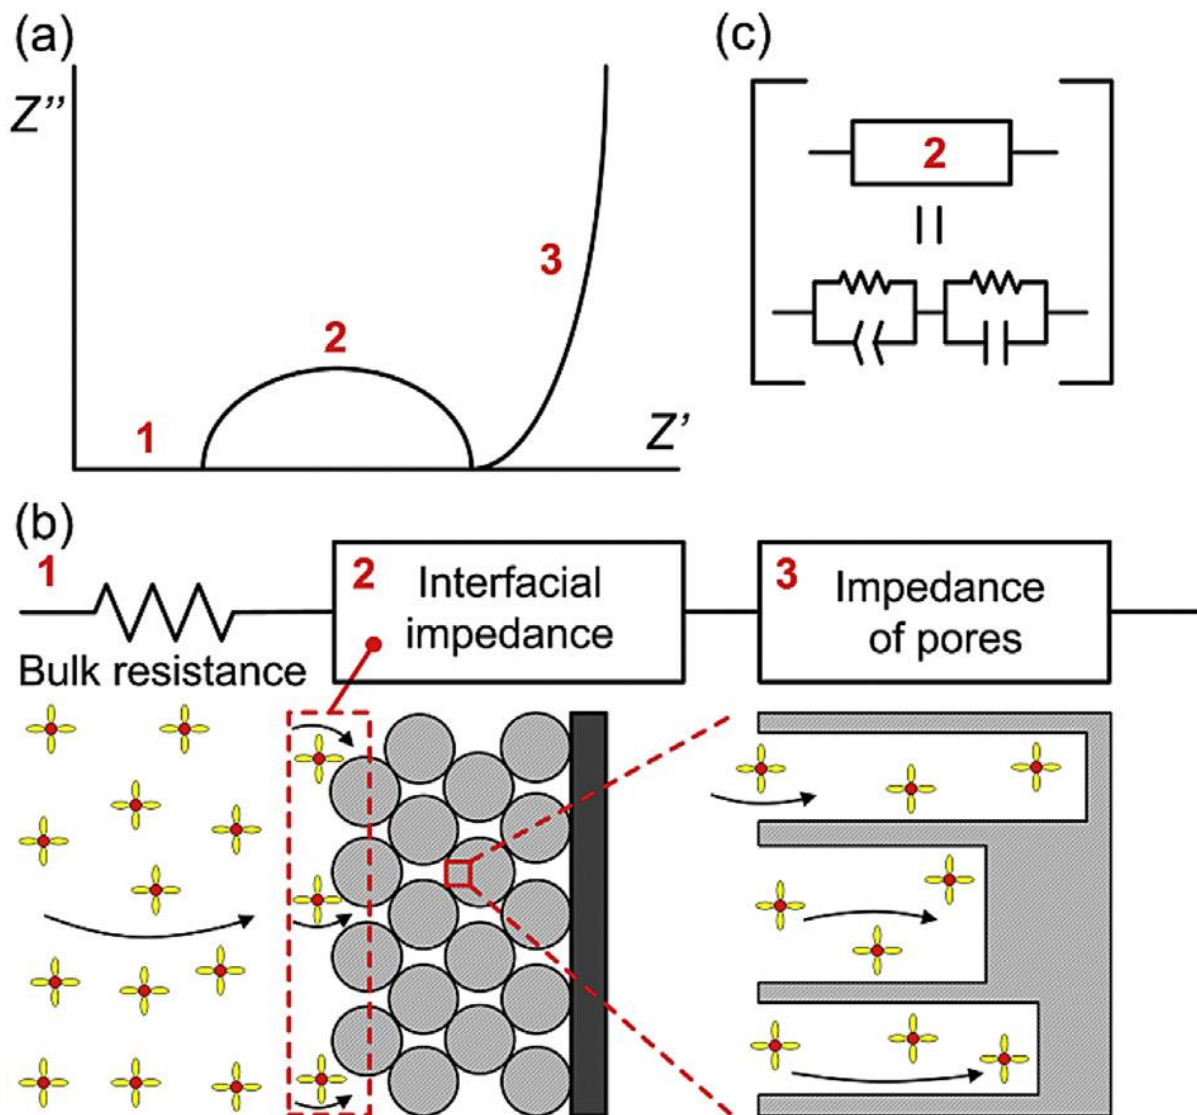 (a)
(c)
Z’’
2
3
2
1
Z’
(b)
1
2
Interfacial
impedance
3
Impedance
of pores
Bulk resistance